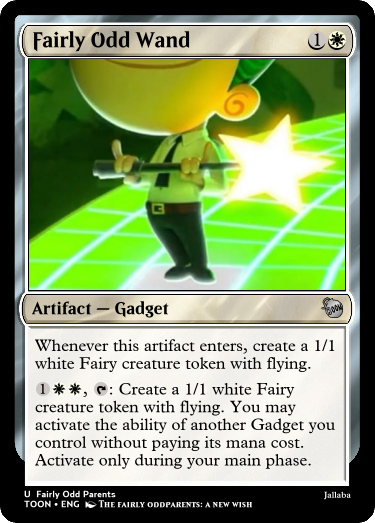 Fairly Odd Wand 1
Artifact — Gadget
TOON
Whenever this artifact enters, create a 1/1
white Fairy creature token with flying.
1, : Create a 1/1 white Fairy
creature token with flying. You may
activate the ability of another Gadget you
control without paying its mana cost.
Activate only during your main phase.
U Fairly Odd Parents
Jallaba
TOON • ENG THE FAIRLY ODDPARENTS: A NEW WISH